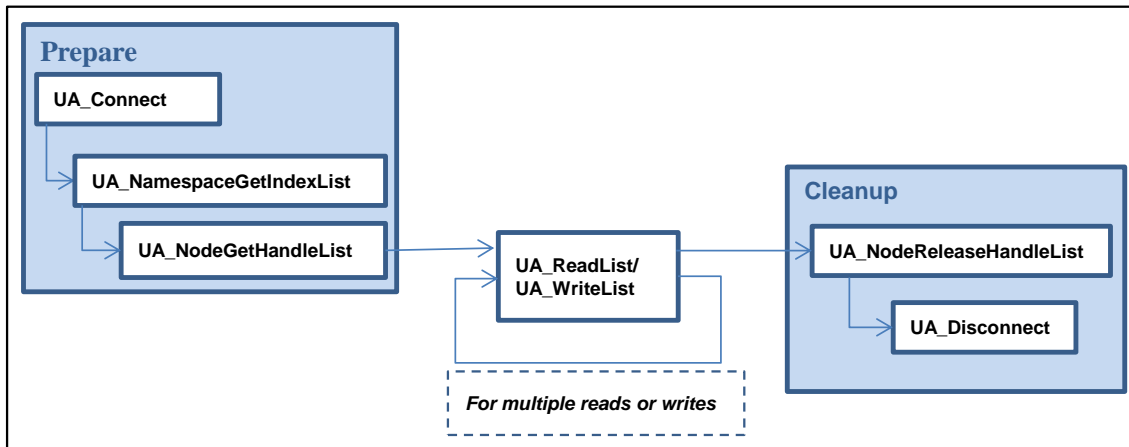 Prepare
UA_Connect
UA_NamespaceGetIndexList
UA_NodeGetHandleList
UA_ReadList/
UA_WriteList
For multiple reads or writes
Cleanup
UA_NodeReleaseHandleList
UA_Disconnect